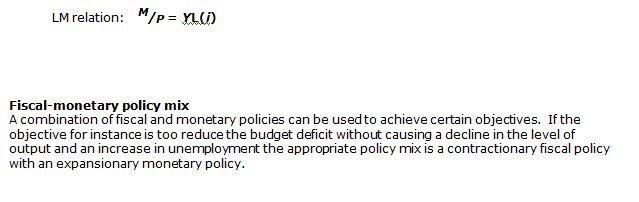 LM relation: M/P = YL(i)
Fiscal-monetary policy mix
A combination of fiscal and monetary policies can be used to achieve certain objectives. If the
objective for instance is too reduce the budget deficit without causing a decline in the level of
output and an increase in unemployment the appropriate policy mix is a contractionary fiscal policy
with an expansionary monetary policy.